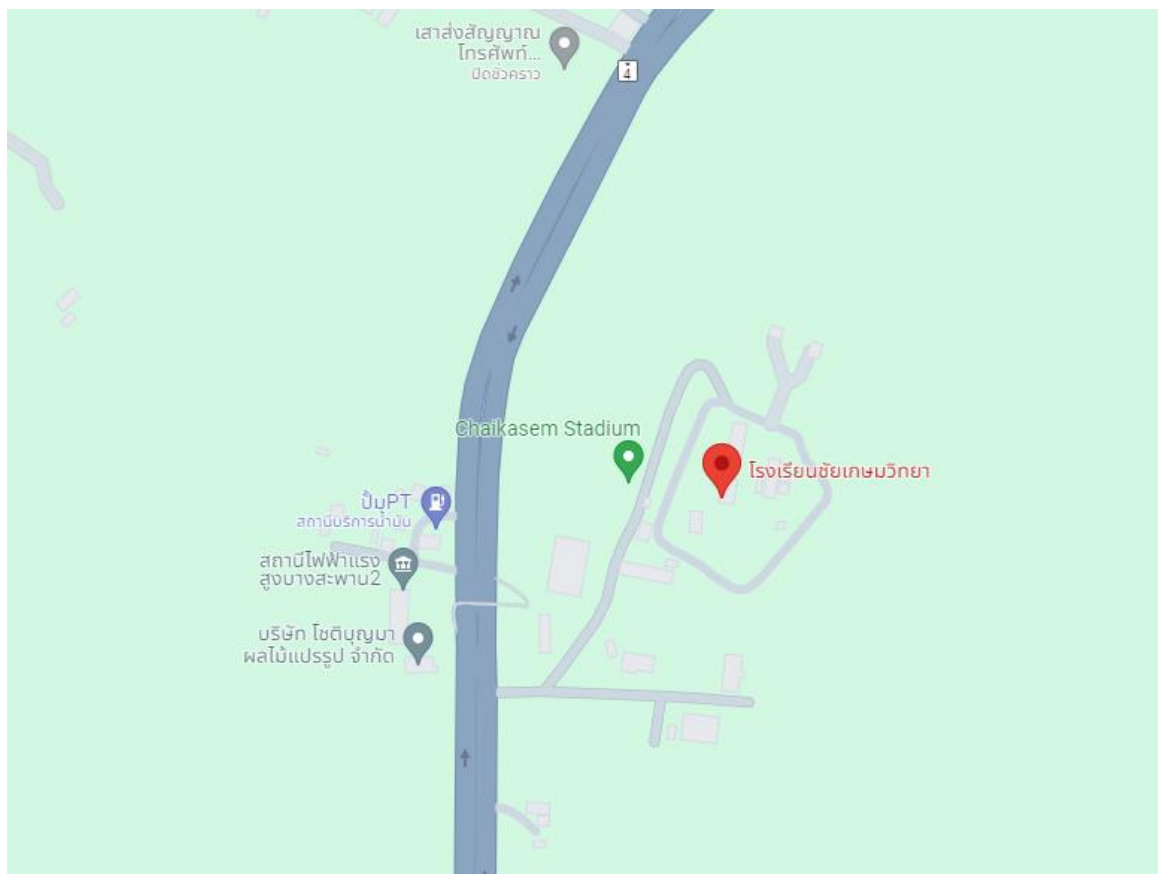 เสาส่งสัญญาณ
โทรศัพท์...
ปิดชั่วคราว
4
Chaikasem Stadium
โรงเรียนชัยเกษมวิทยา
ปั้มPT
สถานีบริการน้ำมัน
สถานีไฟฟ้าแรง
สูงบางสะพาน2
บริษัท โชติบุญมา
ผลไม้แปรรูป จำกัด